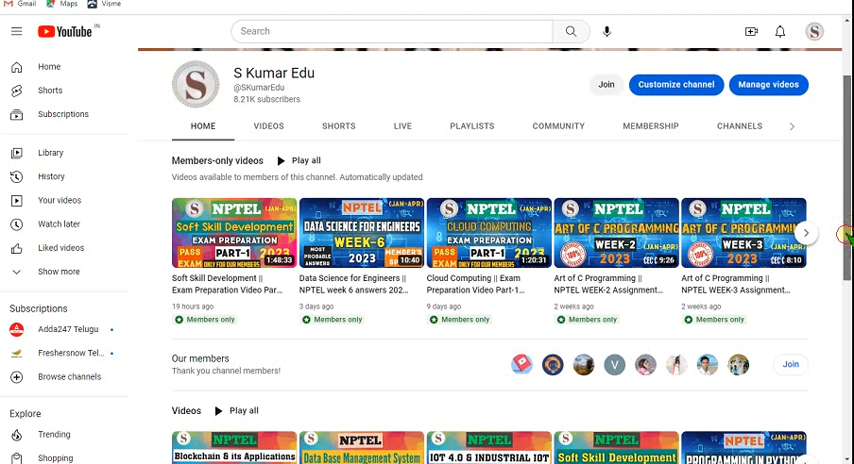 Gmail Maps Visme
YouTube IN
Search
Home
Shorts
Subscriptions
Library
History
Your videos
Watch later
Liked videos
Show more
Subscriptions
Adda247 Telugu
Freshersnow Tel...
Browse channels
Explore
Trending
Shopping
S Kumar Edu
@SKumarEdu
8.21K subscribers
Join Customize channel Manage videos
HOME VIDEOS SHORTS LIVE PLAYLISTS COMMUNITY MEMBERSHIP CHANNELS
Members-only videos Play all
Videos available to members of this channel. Automatically updated.
S NPTEL (JAN-APR)
Soft Skill Development
EXAM PREPARATION
PASS PART-1 2023
EXAM ONLY FOR OUR MEMBERS 1:48:33
Soft Skill Development ||
Exam Preparation Video Par...
19 hours ago
Members only
NPTEL (JAN-APR)
DATA SCIENCE FOR ENGINEERS
WEEK-6
MOST PROBABLE ANSWERS 2023
10:40
Data Science for Engineers ||
NPTEL week 6 answers 202...
3 days ago
Members only
S NPTEL (JAN-APR)
CLOUD COMPUTING
EXAM PREPARATION
PASS PART-1 2023
EXAM ONLY FOR OUR MEMBERS 1:20:31
Cloud Computing || Exam
Preparation Video Part-1...
9 days ago
Members only
S NPTEL (JAN-APR)
ART OF C PROGRAMMING
100% WEEK-2
2023 CEC 9:26
Art of C Programming ||
NPTEL WEEK-2 Assignment...
2 weeks ago
Members only
S NPTEL (JAN-APR)
ART OF C PROGRAMMING
100% WEEK-3
2023 CEC 8:10
Art of C Programming ||
NPTEL WEEK-3 Assignment...
2 weeks ago
Members only
Our members
Thank you channel members!
V
Join
Videos Play all
S NPTEL
Blockchain & its Applications
S NPTEL
Data Base Management System
S NPTEL
IOT 4.0 & INDUSTRIAL IOT
S NPTEL
Soft Skill Development
NPTEL (JAN-APR)
PROGRAMMING IN PYTHON